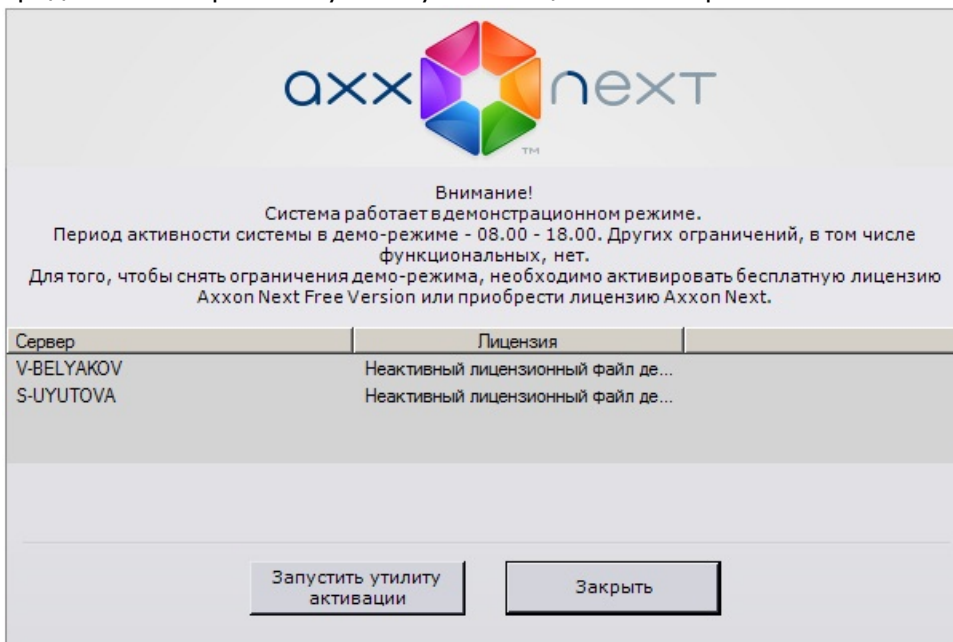 axx next
TM
Внимание!
Система работает в демонстрационном режиме.
Период активности системы в демо-режиме - 08.00 - 18.00. Других ограничений, в том числе
функциональных, нет.
Для того, чтобы снять ограничения демо-режима, необходимо активировать бесплатную лицензию
Axxon Next Free Version или приобрести лицензию Axxon Next.
Сервер Лицензия
V-BELYAKOV Неактивный лицензионный файл де...
S-UYUTOVA Неактивный лицензионный файл де...
Запустить утилиту
активации
Закрыть